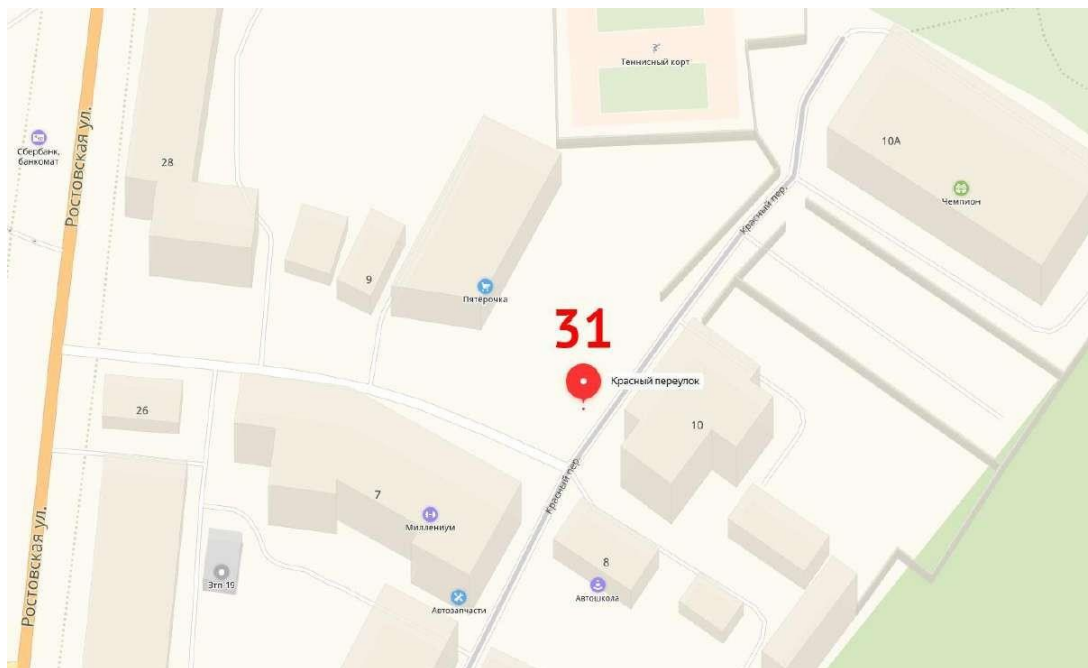 Теннисный корт
Ростовская ул.
Сбербанк,
банкомат
28
10А
Чемпион
Красный пер.
9
Пятёрочка
31
Красный переулок
26
10
7
Миллениум
Красный пер.
Ростовская ул.
Зтп 19
8
Автошкола
Автозапчасти